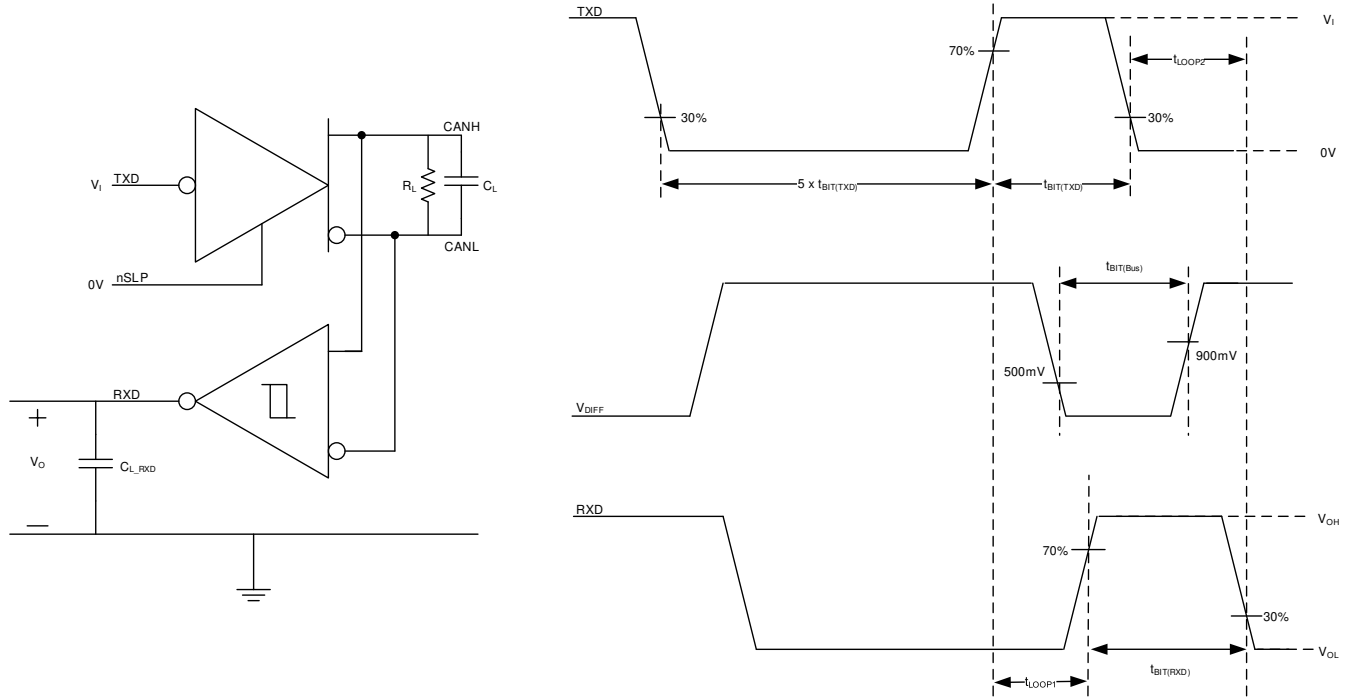 CANH
TXD
V_I
R_L
C_L
CANL
nSLP
0V
RXD
+
V_O
C_L_RXD
—
TXD
V_I
70%
t_LOOP2
30%
30%
0V
5 x t_BIT(TXD)
t_BIT(TXD)
t_BIT(Bus)
900mV
500mV
V_DIFF
RXD
V_OH
70%
30%
V_OL
t_BIT(RXD)
t_LOOP1